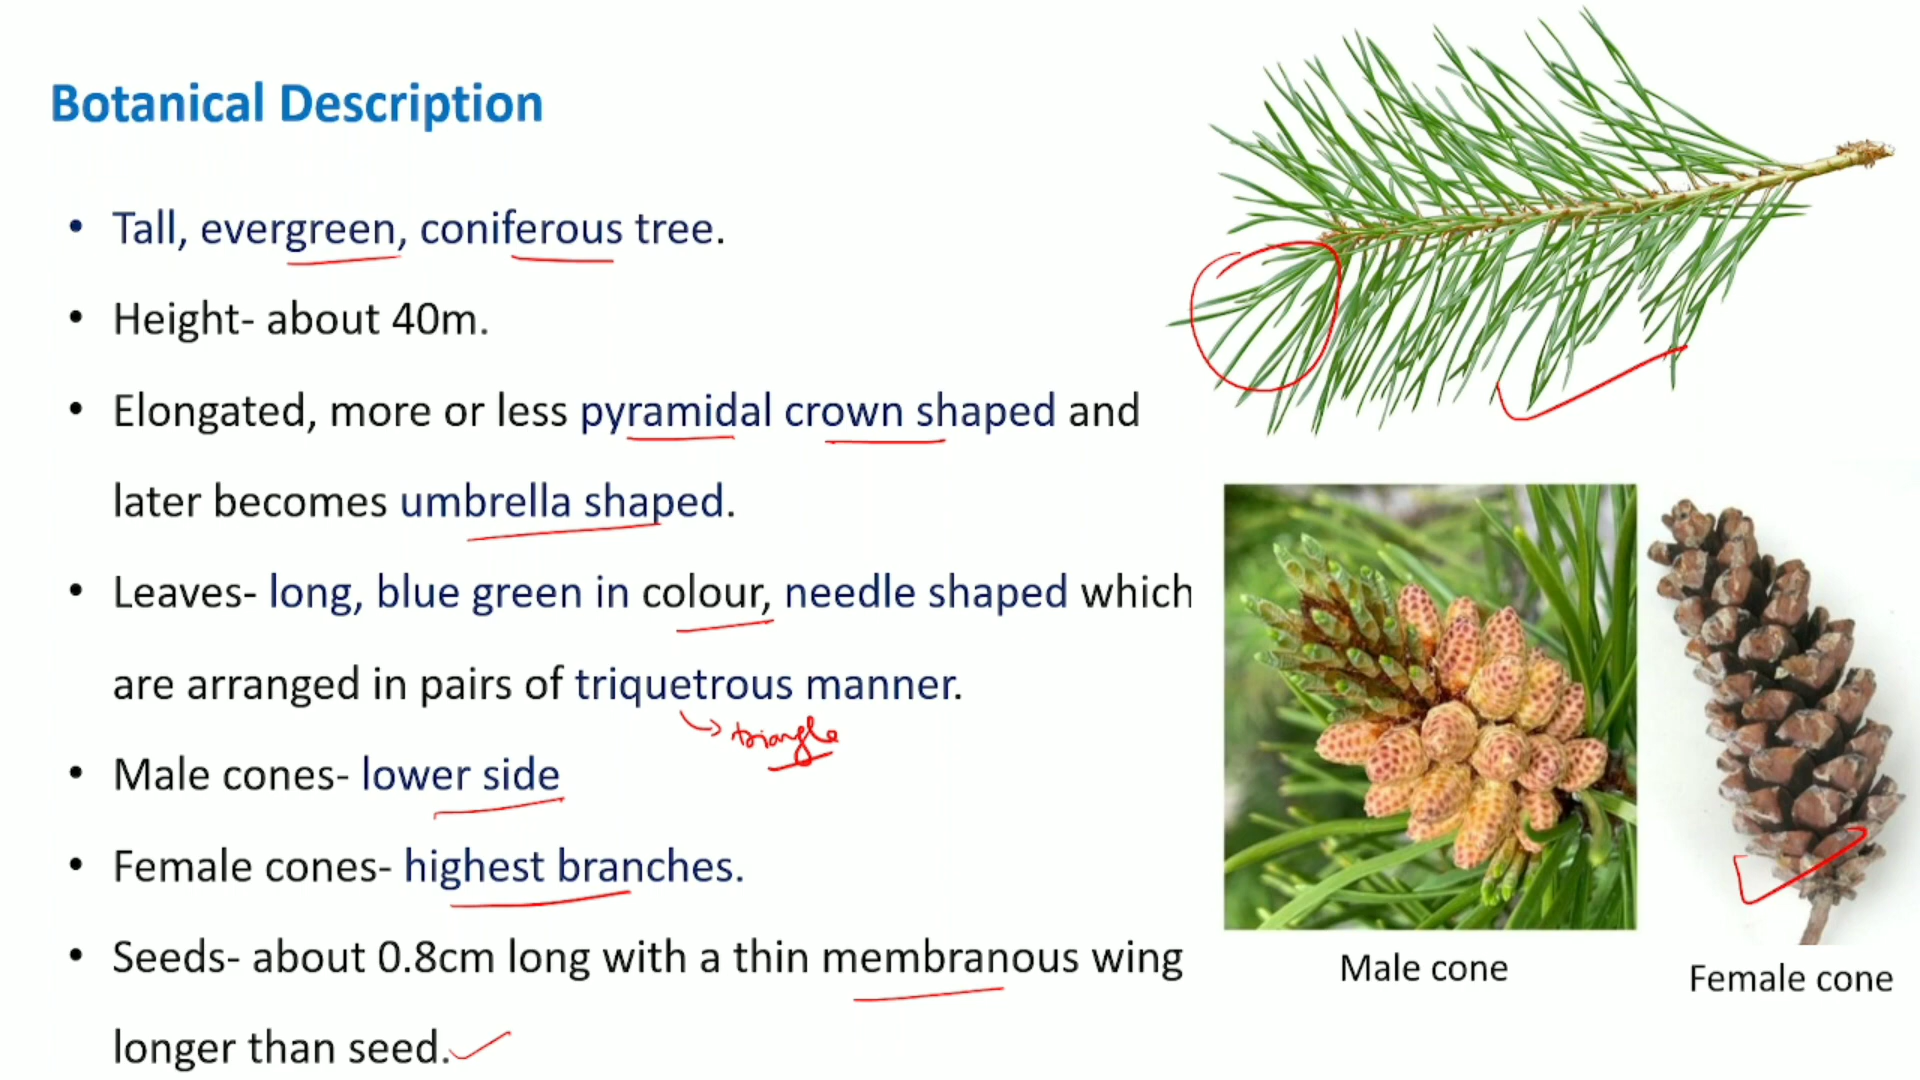 Botanical Description
• Tall, evergreen, coniferous tree.
• Height- about 40m.
• Elongated, more or less pyramidal crown shaped and
later becomes umbrella shaped.
• Leaves- long, blue green in colour, needle shaped which
are arranged in pairs of triquetrous manner.
triangle
• Male cones- lower side
• Female cones- highest branches.
• Seeds- about 0.8cm long with a thin membranous wing
longer than seed.
Male cone
Female cone